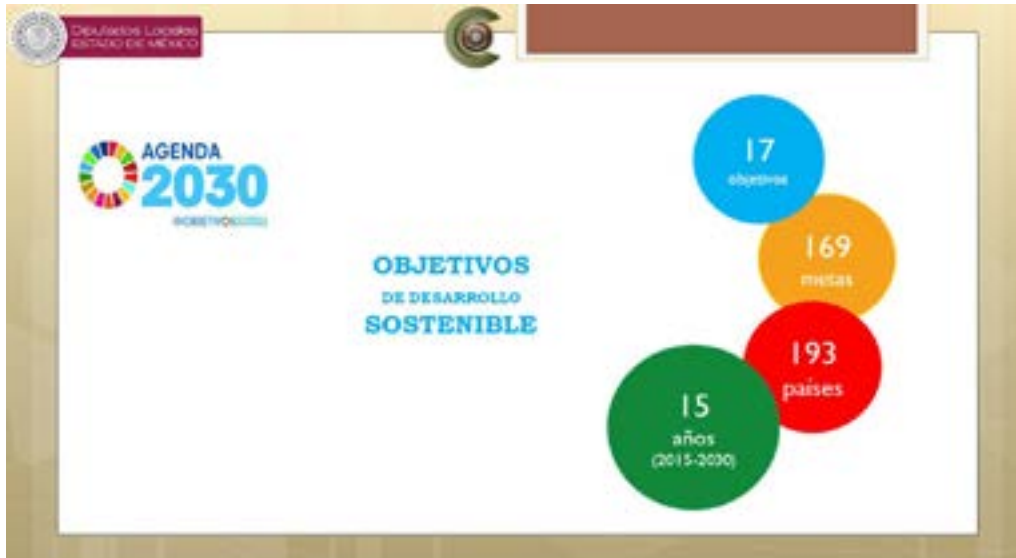 Diputados Locales
ESTADO DE MÉXICO
AGENDA
2030
OBJETIVOS
DE DESARROLLO
SOSTENIBLE
17
objetivos
169
metas
193
países
15
años
(2015-2030)